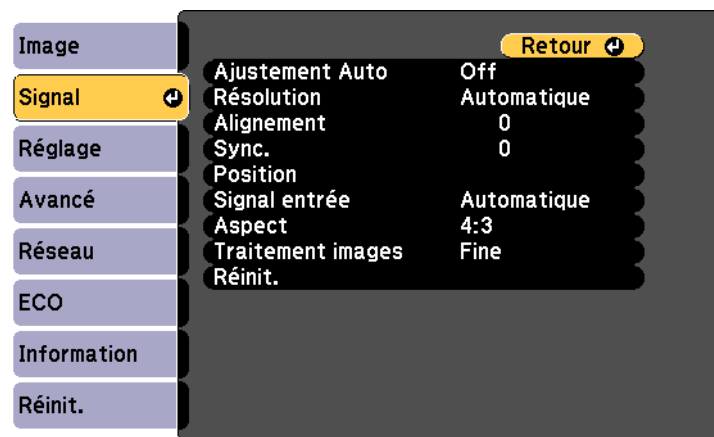 Image
Signal
Réglage
Avancé
Réseau
ECO
Information
Réinit.
Retour
Ajustement Auto Off
Résolution Automatique
Alignement 0
Sync. 0
Position
Signal entrée Automatique
Aspect 4:3
Traitement images Fine
Réinit.